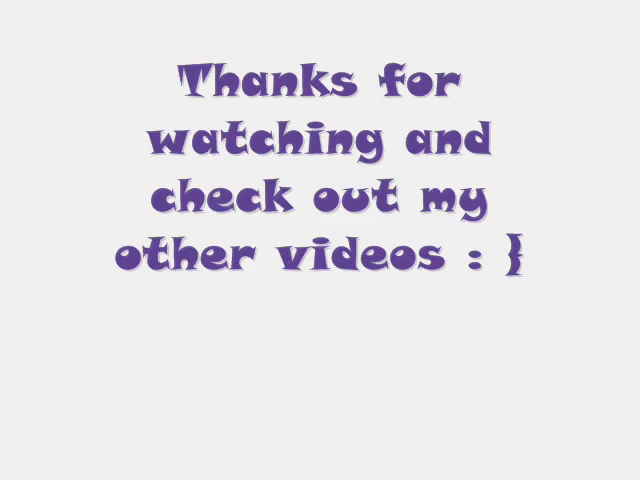 Thanks for
watching and
check out my
other videos : }